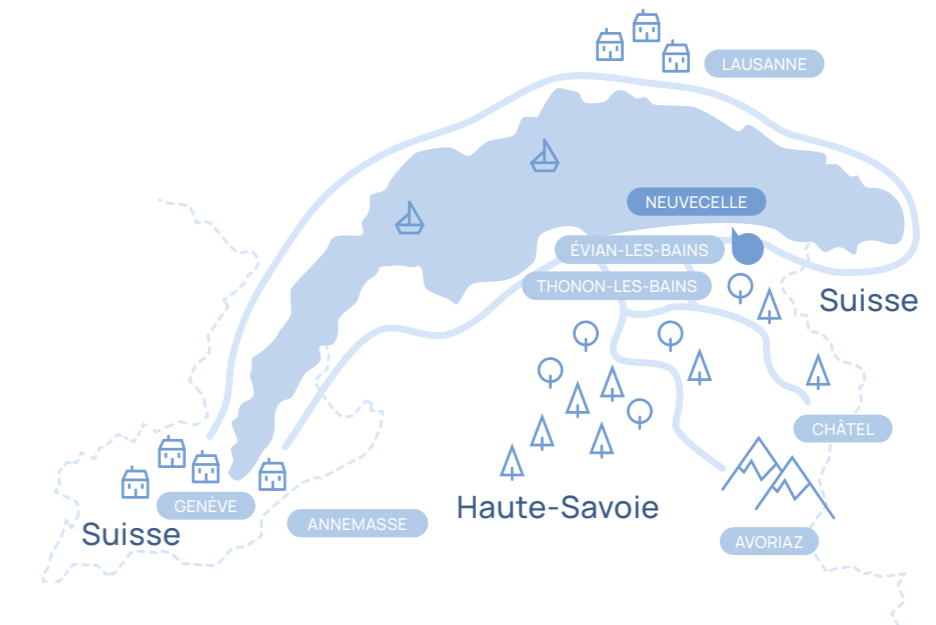 LAUSANNE
NEUVECELLE
ÉVIAN-LES-BAINS
THONON-LES-BAINS
Suisse
CHÂTEL
Haute-Savoie
GENÈVE
ANNEMASSE
Suisse
AVORIAZ